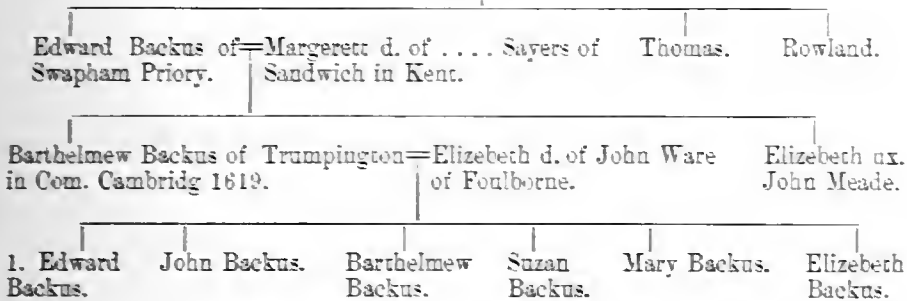 Edward Backus of=Margerett d. of .... Sayers of Thomas. Rowland.
Swapham Priory. Sandwich in Kent.
Barthelmew Backus of Trumpington=Elizebeth d. of John Ware Elizebeth ux.
in Com. Cambridg 1619. of Foulborne. John Meade.
1. Edward John Backus. Barthelmew Suzan Mary Backus. Elizebeth
Backus. Backus. Backus. Backus.